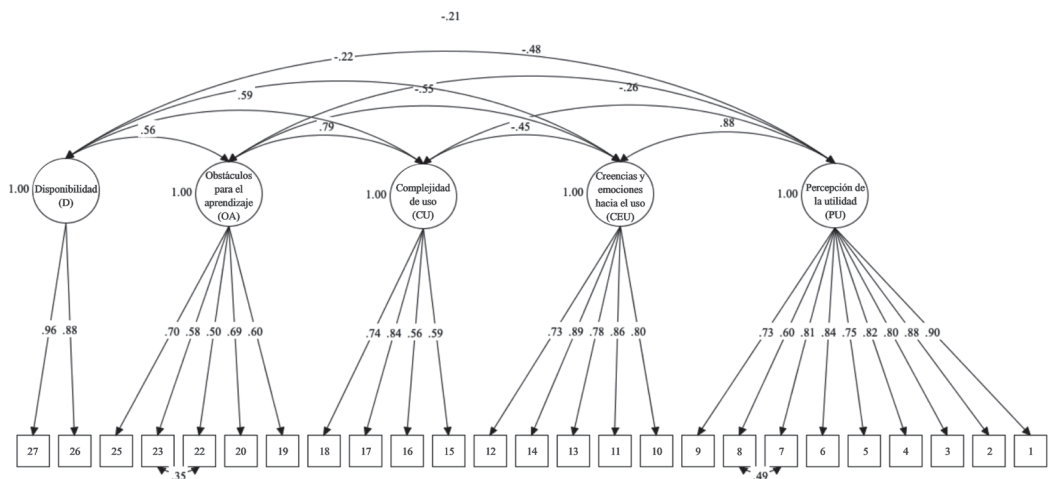 -.21
-.22 -.48
.59 -.55 -.26
.56 .79 -.45 .88
1.00 Disponibilidad (D)
1.00 Obstáculos para el aprendizaje (OA)
1.00 Complejidad de uso (CU)
1.00 Creencias y emociones hacia el uso (CEU)
1.00 Percepción de la utilidad (PU)
.96 .88 .70 .58 .50 .69 .60 .74 .84 .56 .59 .73 .89 .78 .86 .80 .73 .60 .81 .84 .75 .82 .80 .88 .90
27 26 25 23 22 20 19 18 17 16 15 12 14 13 11 10 9 8 7 6 5 4 3 2 1
.35 .49